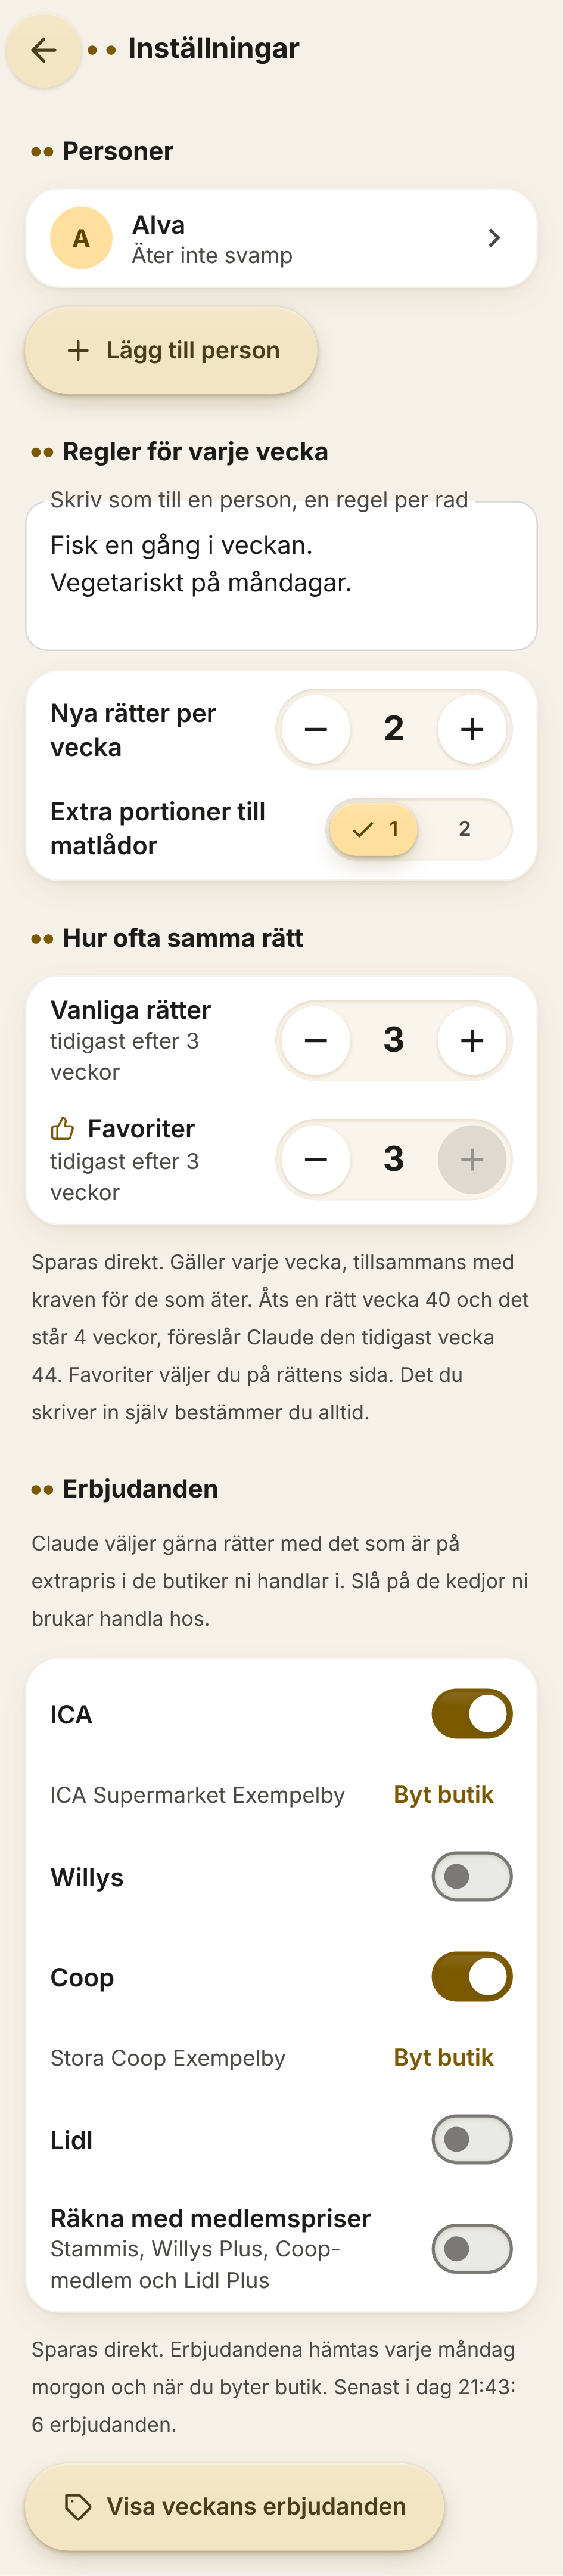 Inställningar
Personer
A
Alva
Äter inte svamp
Lägg till person
Regler för varje vecka
Skriv som till en person, en regel per rad
Fisk en gång i veckan.
Vegetariskt på måndagar.
Nya rätter per
vecka
2
Extra portioner till
matlådor
1
2
Hur ofta samma rätt
Vanliga rätter
tidigast efter 3
veckor
3
Favoriter
tidigast efter 3
veckor
3
Sparas direkt. Gäller varje vecka, tillsammans med
kraven för de som äter. Åts en rätt vecka 40 och det
står 4 veckor, föreslår Claude den tidigast vecka
44. Favoriter väljer du på rättens sida. Det du
skriver in själv bestämmer du alltid.
Erbjudanden
Claude väljer gärna rätter med det som är på
extrapris i de butiker ni handlar i. Slå på de kedjor ni
brukar handla hos.
ICA
ICA Supermarket Exempelby
Byt butik
Willys
Coop
Stora Coop Exempelby
Byt butik
Lidl
Räkna med medlemspriser
Stammis, Willys Plus, Coop-
medlem och Lidl Plus
Sparas direkt. Erbjudandena hämtas varje måndag
morgon och när du byter butik. Senast i dag 21:43:
6 erbjudanden.
Visa veckans erbjudanden